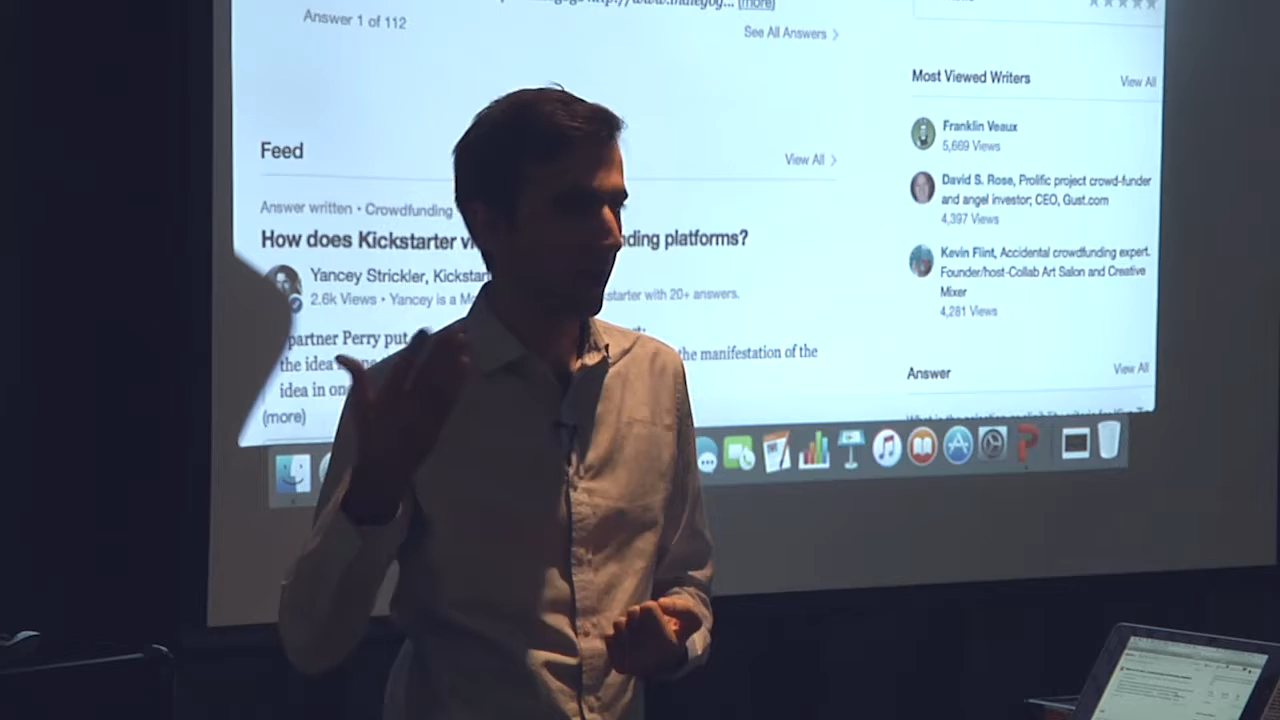 (more)
Answer 1 of 112
See All Answers >
Feed
View All >
Answer written • Crowdfunding
How does Kickstarter
ding platforms?
Yancey Strickler,
2.6k Views • Yancey is a
with 20+ answers.
partner Perry put
the manifestation of the
the idea
idea in
(more)
Most Viewed Writers
View All
Franklin Veaux
5,669 Views
David S. Rose, Prolific project crowd-funder
and angel investor; CEO, Gust.com
4,397 Views
Kevin Flint, Accidental crowdfunding expert.
Founder/host-Collab Art Salon and Creative
Mixer
4,281 Views
Answer
View All